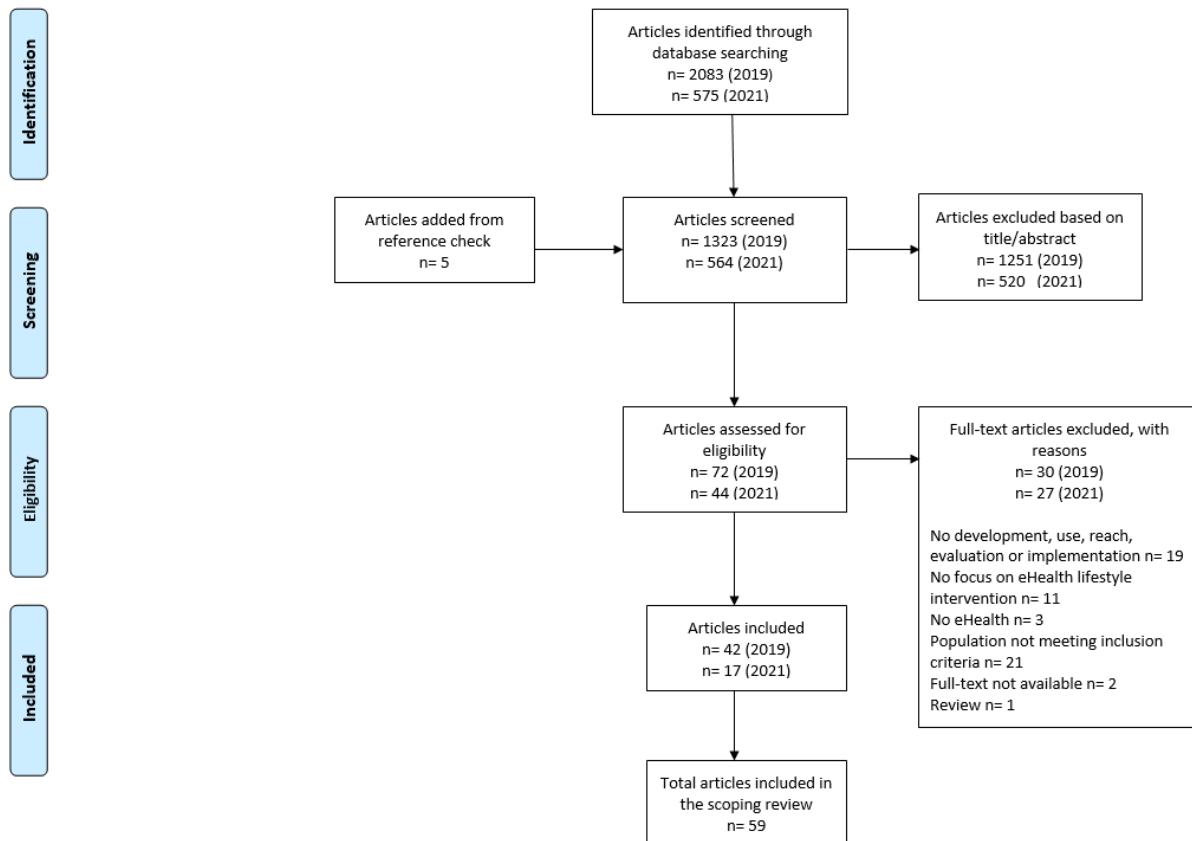 Identification
Articles identified through
database searching
n= 2083 (2019)
n= 575 (2021)
Screening
Articles added from
reference check
n= 5
Articles screened
n= 1323 (2019)
n= 564 (2021)
Articles excluded based on
title/abstract
n= 1251 (2019)
n= 520 (2021)
Eligibility
Articles assessed for
eligibility
n= 72 (2019)
n= 44 (2021)
Full-text articles excluded, with
reasons
n= 30 (2019)
n= 27 (2021)
No development, use, reach,
evaluation or implementation n= 19
No focus on eHealth lifestyle
intervention n= 11
No eHealth n= 3
Population not meeting inclusion
criteria n= 21
Full-text not available n= 2
Review n= 1
Included
Articles included
n= 42 (2019)
n= 17 (2021)
Total articles included in
the scoping review
n= 59